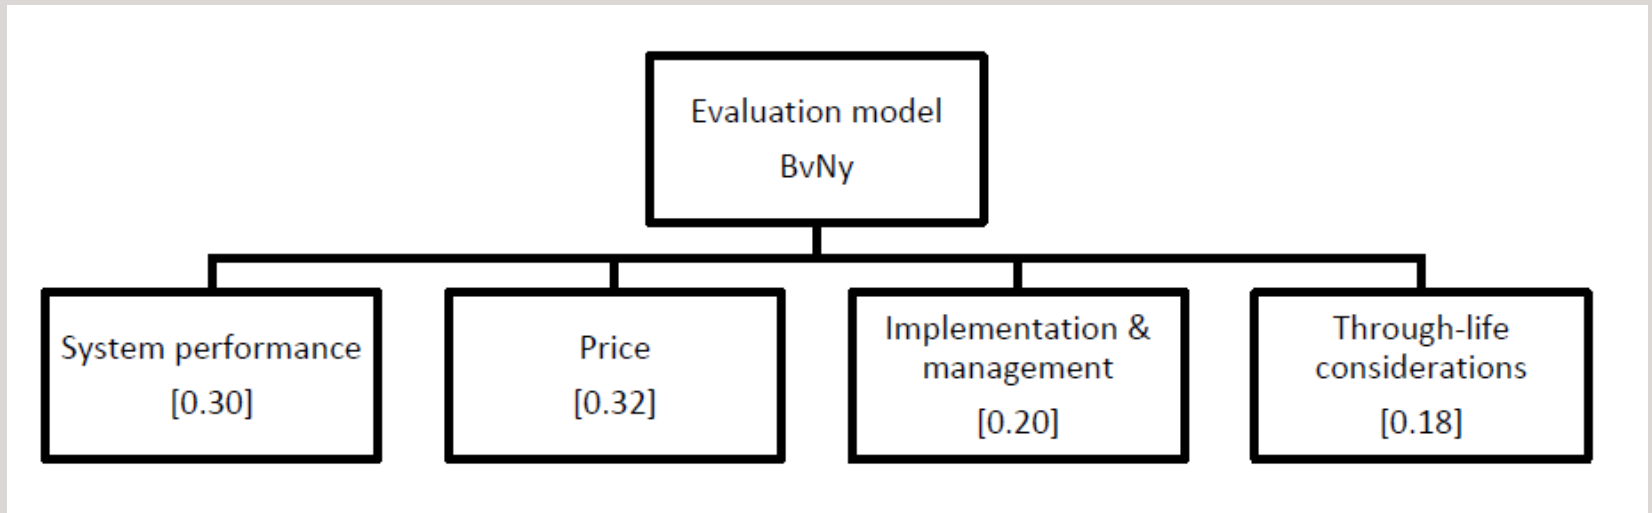 Evaluation model
BvNy
System performance
[0.30]
Price
[0.32]
Implementation &
management
[0.20]
Through-life
considerations
[0.18]